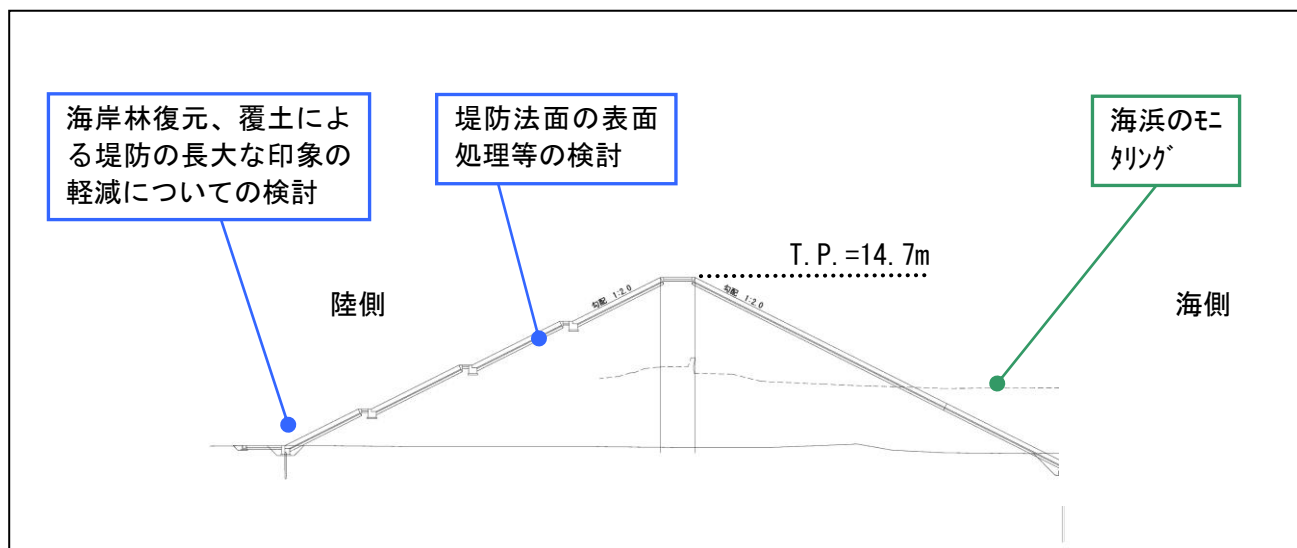 海岸林復元、覆土によ
る堤防の長大な印象の
軽減についての検討
堤防法面の表面
処理等の検討
海浜のﾓﾆ
ﾀﾘﾝｸﾞ
T.P.=14.7m
陸側
勾配 1:2.0
勾配 1:2.0
海側